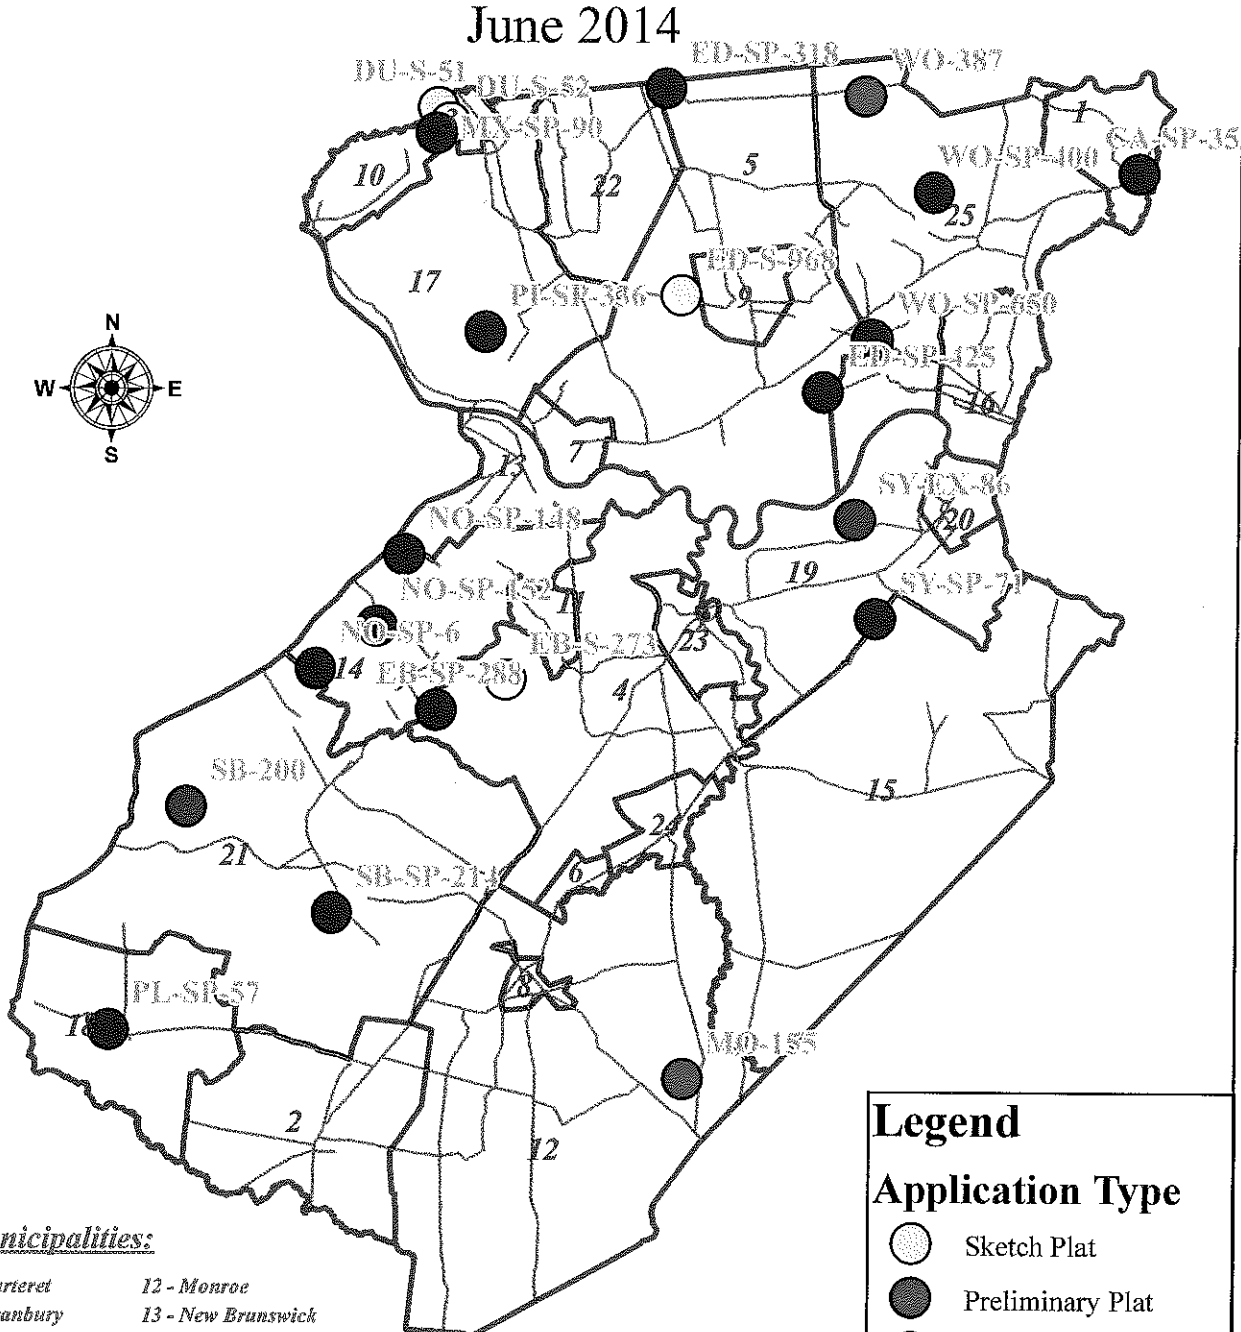 June 2014
ED-SP-318
WO-387
DU-S-51
DU-S-52
1
MX-SP-90
CA-SP-35
WO-SP-400
5
10
22
25
ED-S-968
17
PI-SP-336
9
WO-SP-650
N
ED-SP-425
W E
16
S
7
13
SY-EX-86
NO-SP-148
20
19
NO-SP-152
SY-SP-71
11
NO-SP-6
EB-S-273
23
14
EB-SP-288
4
SB-200
15
24
21
6
SB-SP-214
8
PL-SP-57
18
MO-155
Legend
2
12
Application Type
Sketch Plat
nicipalities:
rteret 12 - Monroe
Preliminary Plat
anbury 13 - New Brunswick